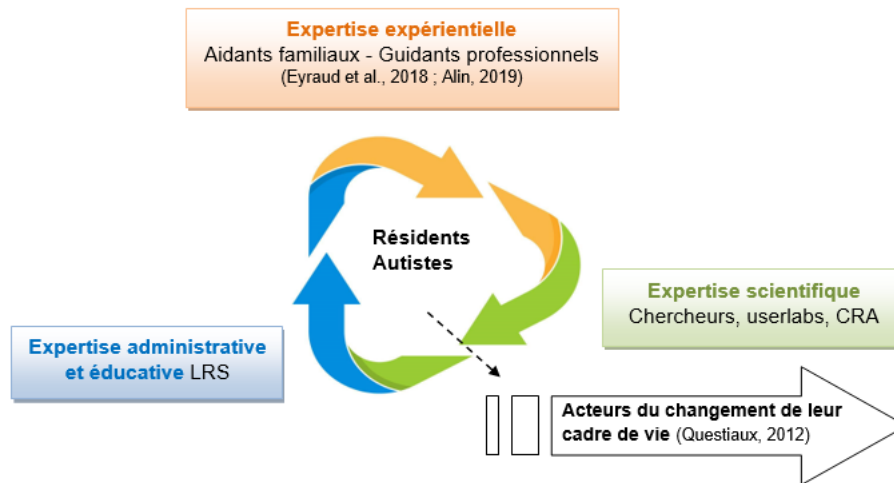 Expertise expérientielle
Aidants familiaux - Guidants professionnels
(Eyraud et al., 2018 ; Alin, 2019)
Résidents
Autistes
Expertise scientifique
Chercheurs, userlabs, CRA
Expertise administrative
et éducative LRS
Acteurs du changement de leur
cadre de vie (Questiaux, 2012)